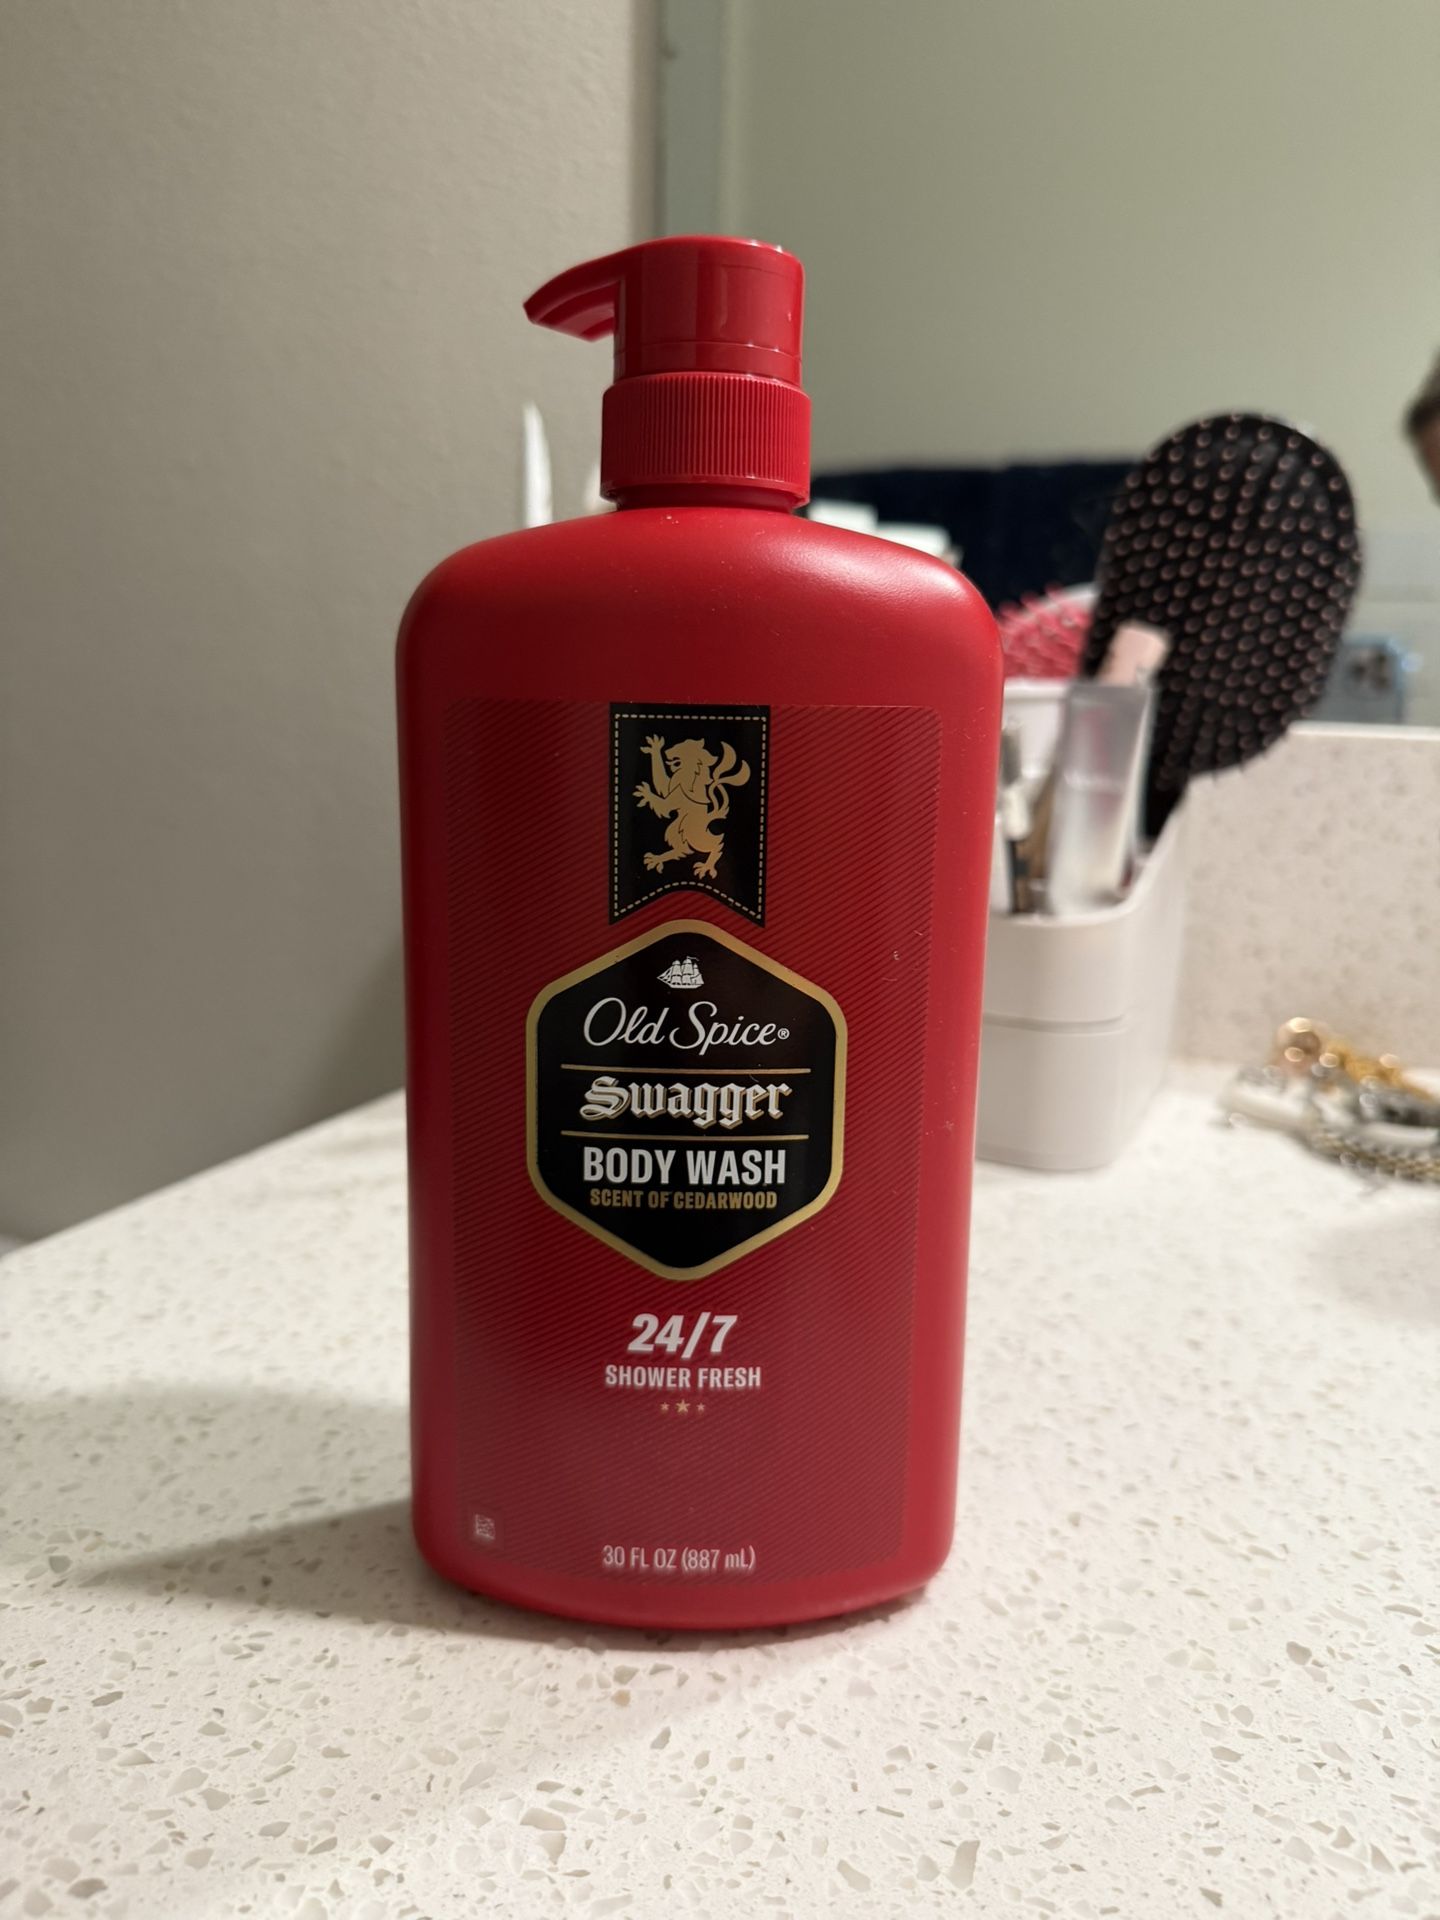 Old Spice®
Swagger
BODY WASH
SCENT OF CEDARWOOD
24/7
SHOWER FRESH
30 FL OZ (887 mL)